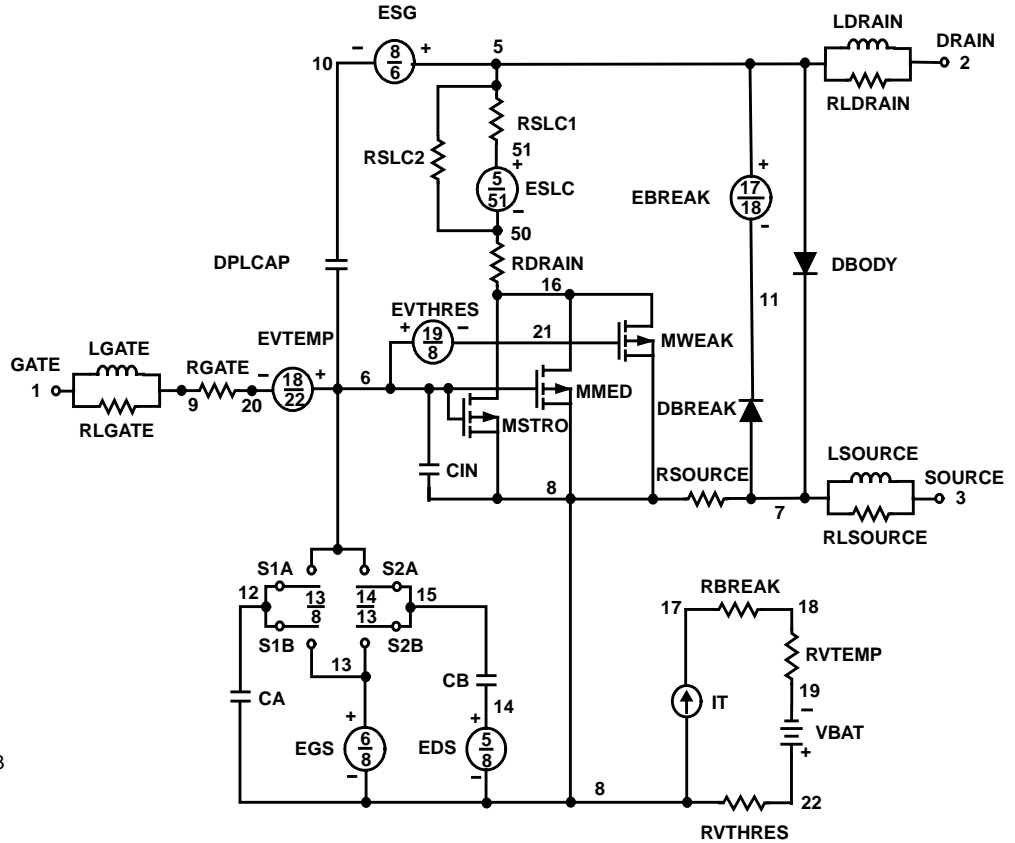 ESG
LDRAIN
DRAIN
10
−
8
6
+
5
2
RLDRAIN
RSLC1
RSLC2
51
+
5
51
ESLC
−
+
EBREAK
17
18
−
50
DPLCAP
RDRAIN
16
DBODY
11
EVTHRES
+
19
8
−
21
MWEAK
EVTEMP
LGATE
GATE
RGATE
−
18
22
+
6
1
9
20
MMED
DBREAK
RLGATE
MSTRO
LSOURCE
CIN
RSOURCE
SOURCE
8
7
3
RLSOURCE
S1A
S2A
12
13
8
14
13
15
RBREAK
17
18
S1B
S2B
13
RVTEMP
CB
CA
14
19
−
IT
VBAT
+
+
+
EGS
6
8
EDS
5
8
−
−
8
22
RVTHRES
3